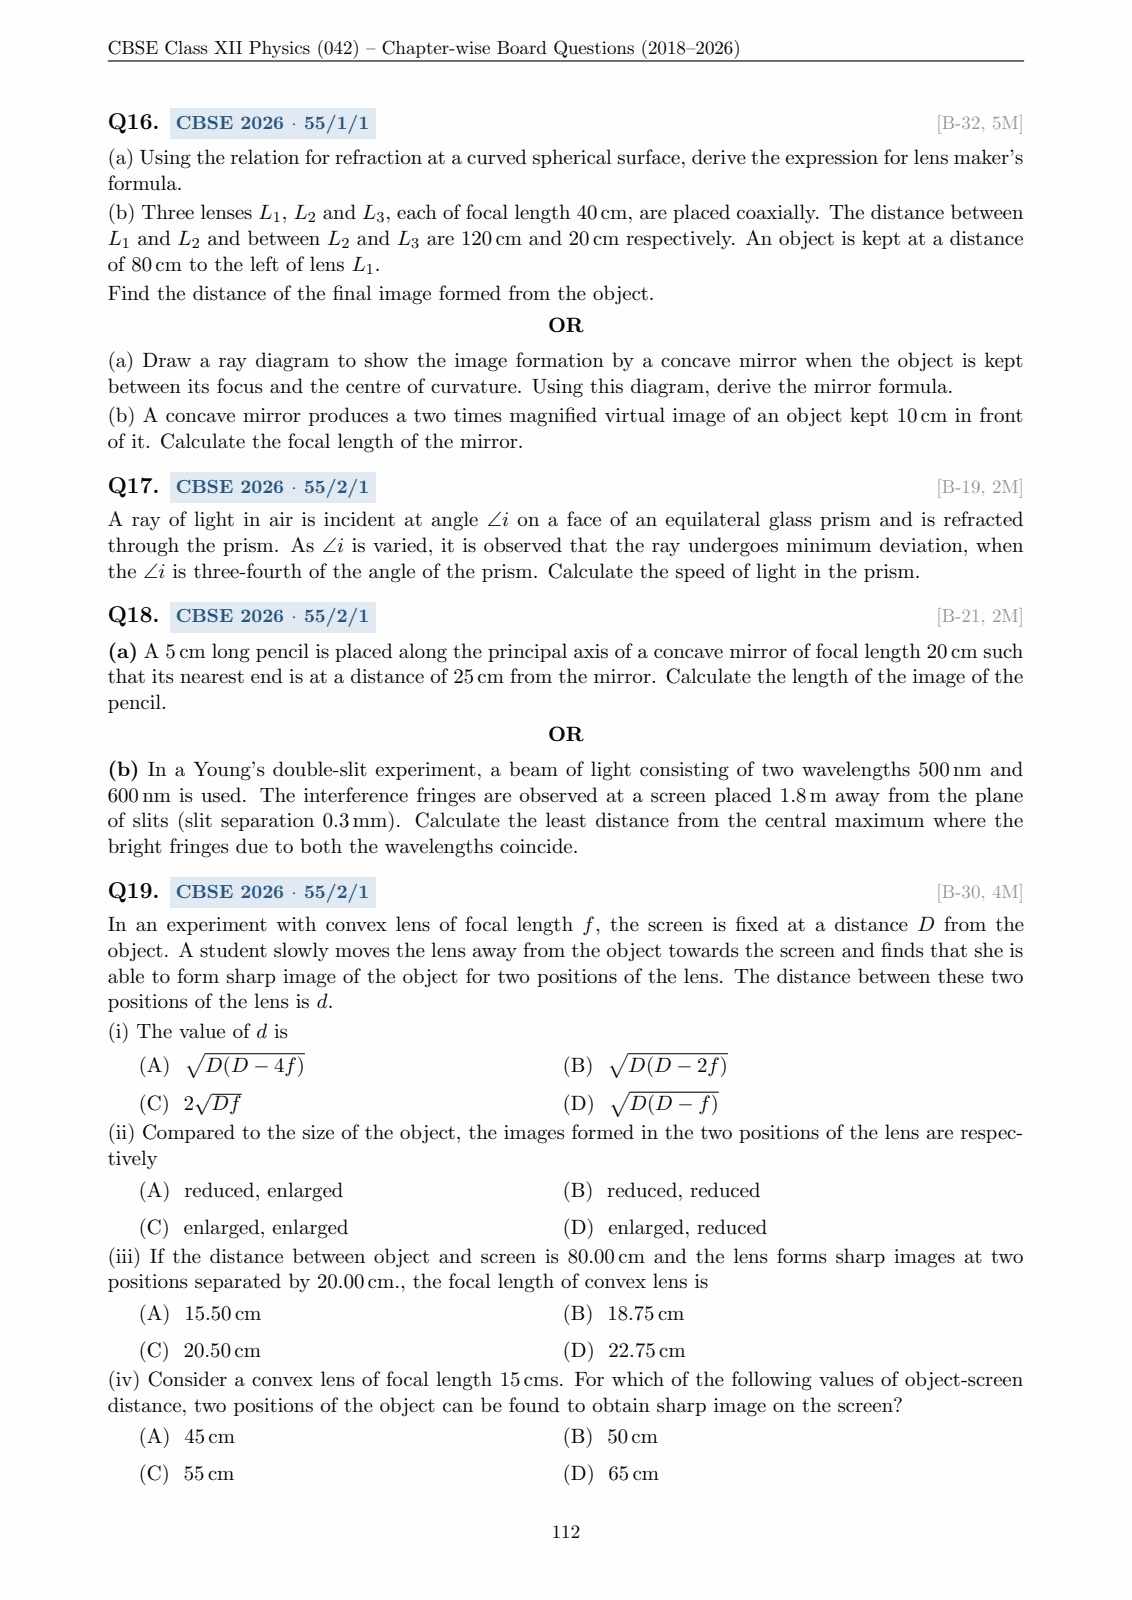 CBSE Class XII Physics (042) – Chapter-wise Board Questions (2018–2026)
Q16. CBSE 2026 · 55/1/1 [B-32, 5M]
(a) Using the relation for refraction at a curved spherical surface, derive the expression for lens maker's
formula.
(b) Three lenses L₁, L₂ and L₃, each of focal length 40 cm, are placed coaxially. The distance between
L₁ and L₂ and between L₂ and L₃ are 120 cm and 20 cm respectively. An object is kept at a distance
of 80 cm to the left of lens L₁.
Find the distance of the final image formed from the object.
OR
(a) Draw a ray diagram to show the image formation by a concave mirror when the object is kept
between its focus and the centre of curvature. Using this diagram, derive the mirror formula.
(b) A concave mirror produces a two times magnified virtual image of an object kept 10 cm in front
of it. Calculate the focal length of the mirror.
Q17. CBSE 2026 · 55/2/1 [B-19, 2M]
A ray of light in air is incident at angle ∠i on a face of an equilateral glass prism and is refracted
through the prism. As ∠i is varied, it is observed that the ray undergoes minimum deviation, when
the ∠i is three-fourth of the angle of the prism. Calculate the speed of light in the prism.
Q18. CBSE 2026 · 55/2/1 [B-21, 2M]
(a) A 5 cm long pencil is placed along the principal axis of a concave mirror of focal length 20 cm such
that its nearest end is at a distance of 25 cm from the mirror. Calculate the length of the image of the
pencil.
OR
(b) In a Young's double-slit experiment, a beam of light consisting of two wavelengths 500 nm and
600 nm is used. The interference fringes are observed at a screen placed 1.8 m away from the plane
of slits (slit separation 0.3 mm). Calculate the least distance from the central maximum where the
bright fringes due to both the wavelengths coincide.
Q19. CBSE 2026 · 55/2/1 [B-30, 4M]
In an experiment with convex lens of focal length f, the screen is fixed at a distance D from the
object. A student slowly moves the lens away from the object towards the screen and finds that she is
able to form sharp image of the object for two positions of the lens. The distance between these two
positions of the lens is d.
(i) The value of d is
(A) √(D(D − 4f)) (B) √(D(D − 2f))
(C) 2√(Df) (D) √(D(D − f))
(ii) Compared to the size of the object, the images formed in the two positions of the lens are respec-
tively
(A) reduced, enlarged (B) reduced, reduced
(C) enlarged, enlarged (D) enlarged, reduced
(iii) If the distance between object and screen is 80.00 cm and the lens forms sharp images at two
positions separated by 20.00 cm., the focal length of convex lens is
(A) 15.50 cm (B) 18.75 cm
(C) 20.50 cm (D) 22.75 cm
(iv) Consider a convex lens of focal length 15 cms. For which of the following values of object-screen
distance, two positions of the object can be found to obtain sharp image on the screen?
(A) 45 cm (B) 50 cm
(C) 55 cm (D) 65 cm
112